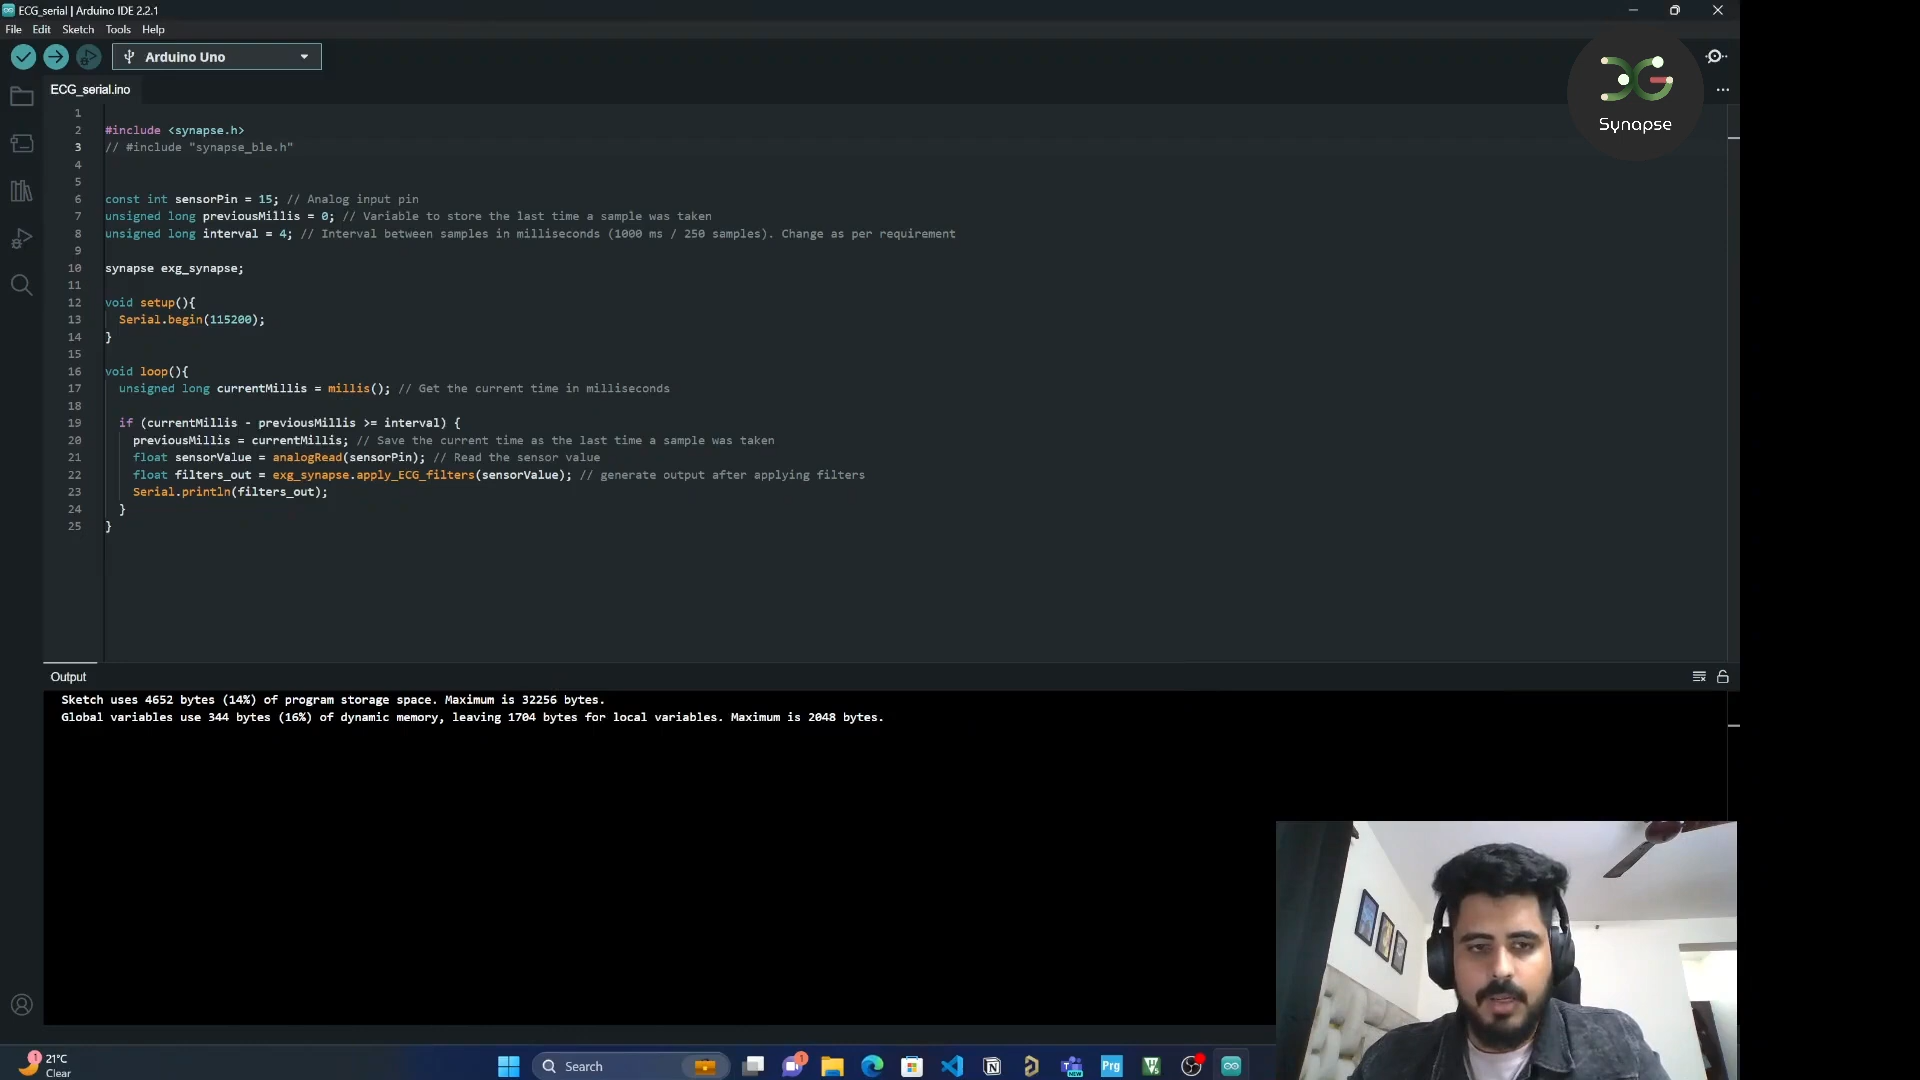 ECG_serial | Arduino IDE 2.2.1
File Edit Sketch Tools Help
Arduino Uno
ECG_serial.ino
Synapse
1
2 #include <synapse.h>
3 // #include "synapse_ble.h"
4
5
6 const int sensorPin = 15; // Analog input pin
7 unsigned long previousMillis = 0; // Variable to store the last time a sample was taken
8 unsigned long interval = 4; // Interval between samples in milliseconds (1000 ms / 250 samples). Change as per requirement
9
10 synapse exg_synapse;
11
12 void setup(){
13 Serial.begin(115200);
14 }
15
16 void loop(){
17 unsigned long currentMillis = millis(); // Get the current time in milliseconds
18
19 if (currentMillis - previousMillis >= interval) {
20 previousMillis = currentMillis; // Save the current time as the last time a sample was taken
21 float sensorValue = analogRead(sensorPin); // Read the sensor value
22 float filters_out = exg_synapse.apply_ECG_filters(sensorValue); // generate output after applying filters
23 Serial.println(filters_out);
24 }
25 }
Output
Sketch uses 4652 bytes (14%) of program storage space. Maximum is 32256 bytes.
Global variables use 344 bytes (16%) of dynamic memory, leaving 1704 bytes for local variables. Maximum is 2048 bytes.
1
21°C
Clear
Search
1
NEW
Prg